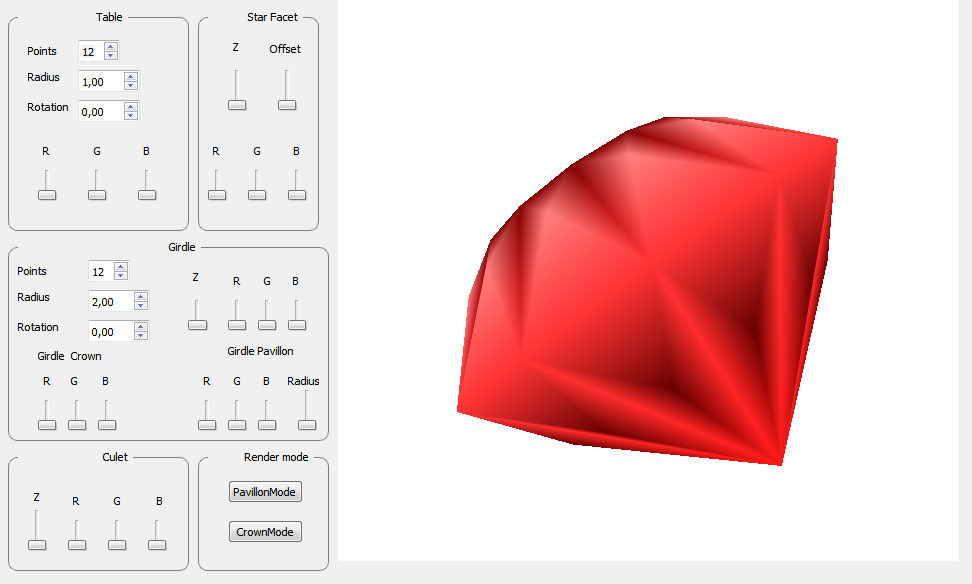 Table
Points 12
Radius 1,00
Rotation 0,00
R G B
Star Facet
Z Offset
R G B
Girdle
Points 12
Radius 2,00
Rotation 0,00
Z R G B
Girdle Crown
R G B
Girdle Pavillon
R G B Radius
Culet
Z R G B
Render mode
PavillonMode
CrownMode